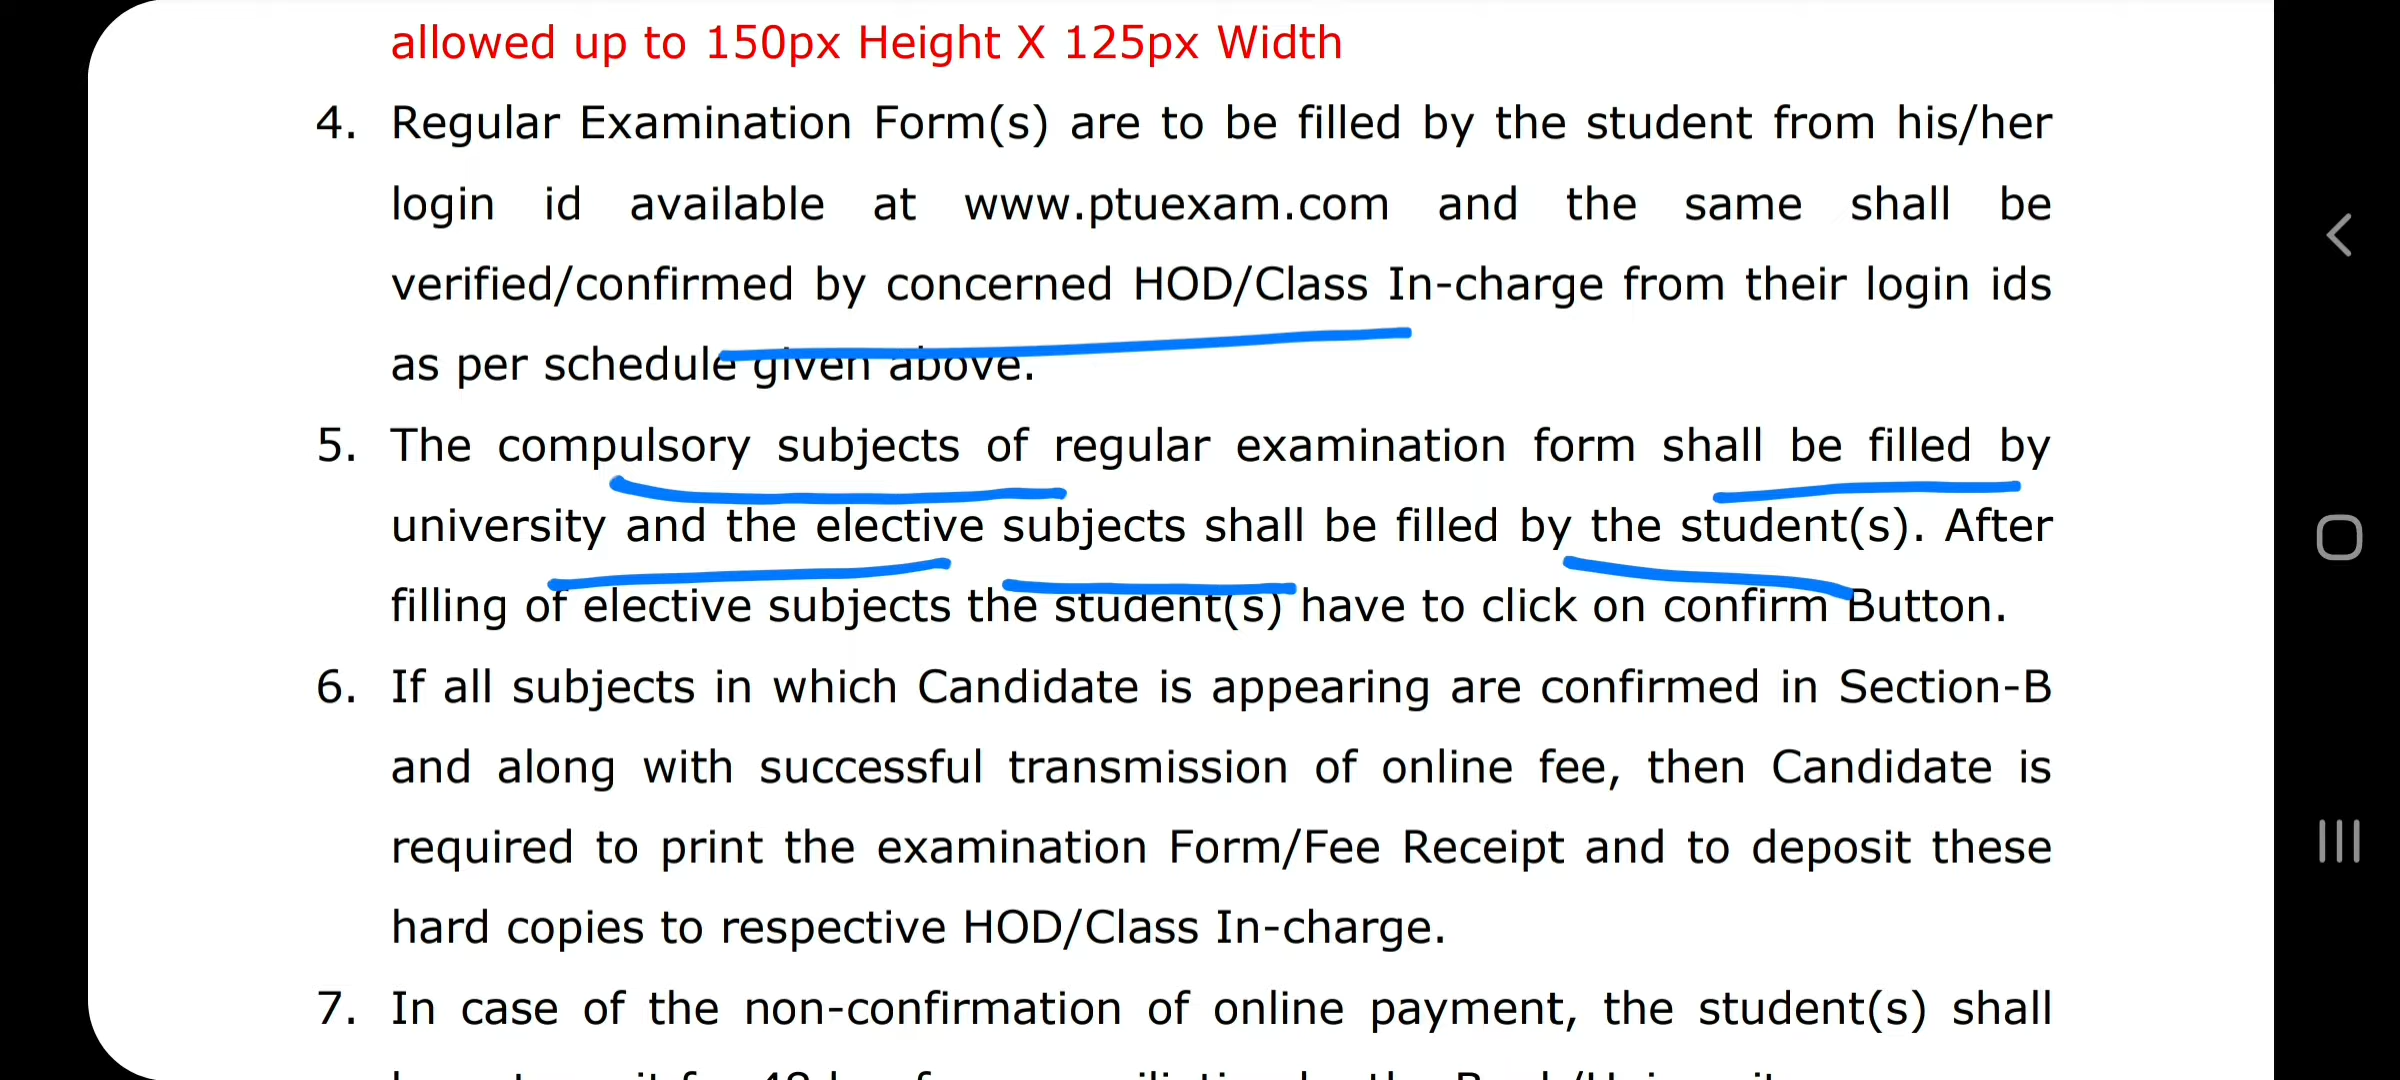 allowed up to 150px Height X 125px Width
4. Regular Examination Form(s) are to be filled by the student from his/her
login id available at www.ptuexam.com and the same shall be
verified/confirmed by concerned HOD/Class In-charge from their login ids
as per schedule given above.
5. The compulsory subjects of regular examination form shall be filled by
university and the elective subjects shall be filled by the student(s). After
filling of elective subjects the student(s) have to click on confirm Button.
6. If all subjects in which Candidate is appearing are confirmed in Section-B
and along with successful transmission of online fee, then Candidate is
required to print the examination Form/Fee Receipt and to deposit these
hard copies to respective HOD/Class In-charge.
7. In case of the non-confirmation of online payment, the student(s) shall